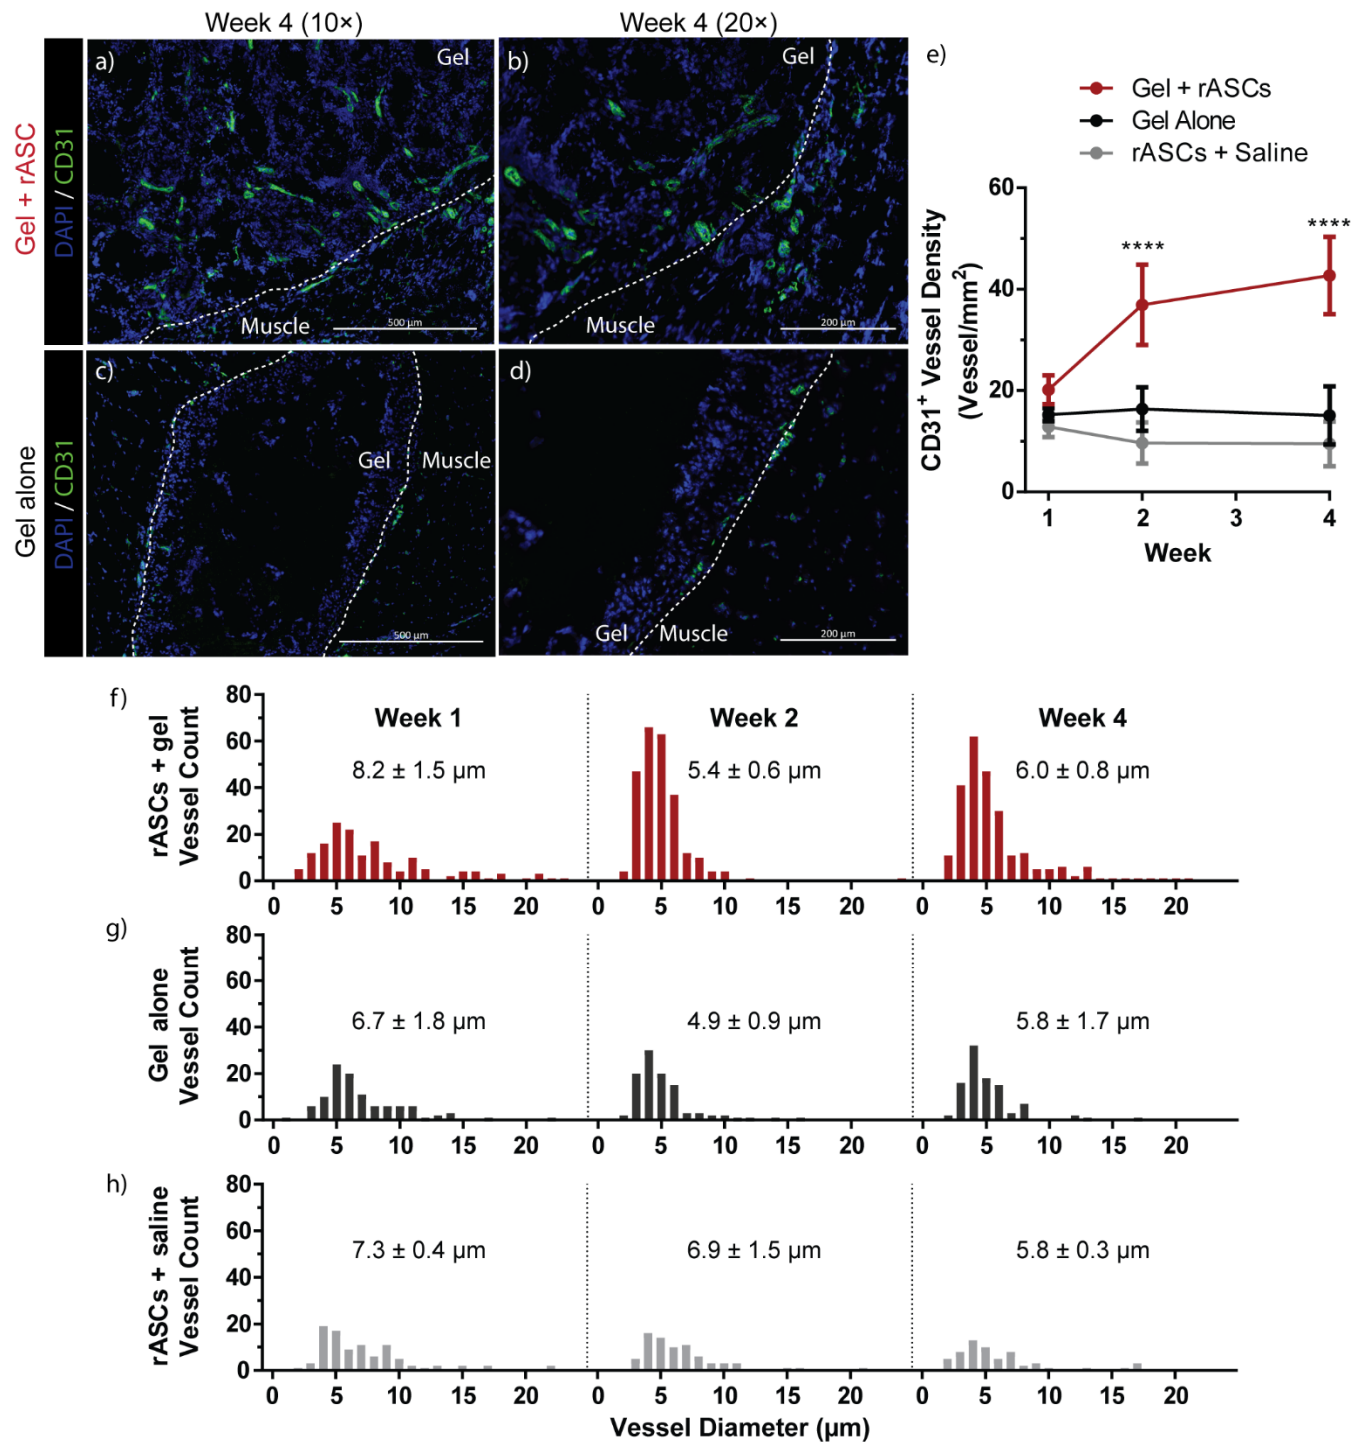 Week 4 (10×)
Week 4 (20×)
Gel + rASC
DAPI / CD31
a)
Gel
Muscle
500 µm
b)
Gel
Muscle
200 µm
Gel alone
DAPI / CD31
c)
Gel
Muscle
500 µm
d)
Gel
Muscle
200 µm
e)
Gel + rASCs
Gel Alone
rASCs + Saline
CD31+ Vessel Density
(Vessel/mm2)
60
40
20
0
****
****
1
2
3
4
Week
f)
rASCs + gel
Vessel Count
80
60
40
20
0
Week 1
Week 2
Week 4
8.2 ± 1.5 µm
5.4 ± 0.6 µm
6.0 ± 0.8 µm
0 5 10 15 20 0 5 10 15 20 0 5 10 15 20
g)
Gel alone
Vessel Count
80
60
40
20
0
6.7 ± 1.8 µm
4.9 ± 0.9 µm
5.8 ± 1.7 µm
0 5 10 15 20 0 5 10 15 20 0 5 10 15 20
h)
rASCs + saline
Vessel Count
80
60
40
20
0
7.3 ± 0.4 µm
6.9 ± 1.5 µm
5.8 ± 0.3 µm
0 5 10 15 20 0 5 10 15 20 0 5 10 15 20
Vessel Diameter (µm)